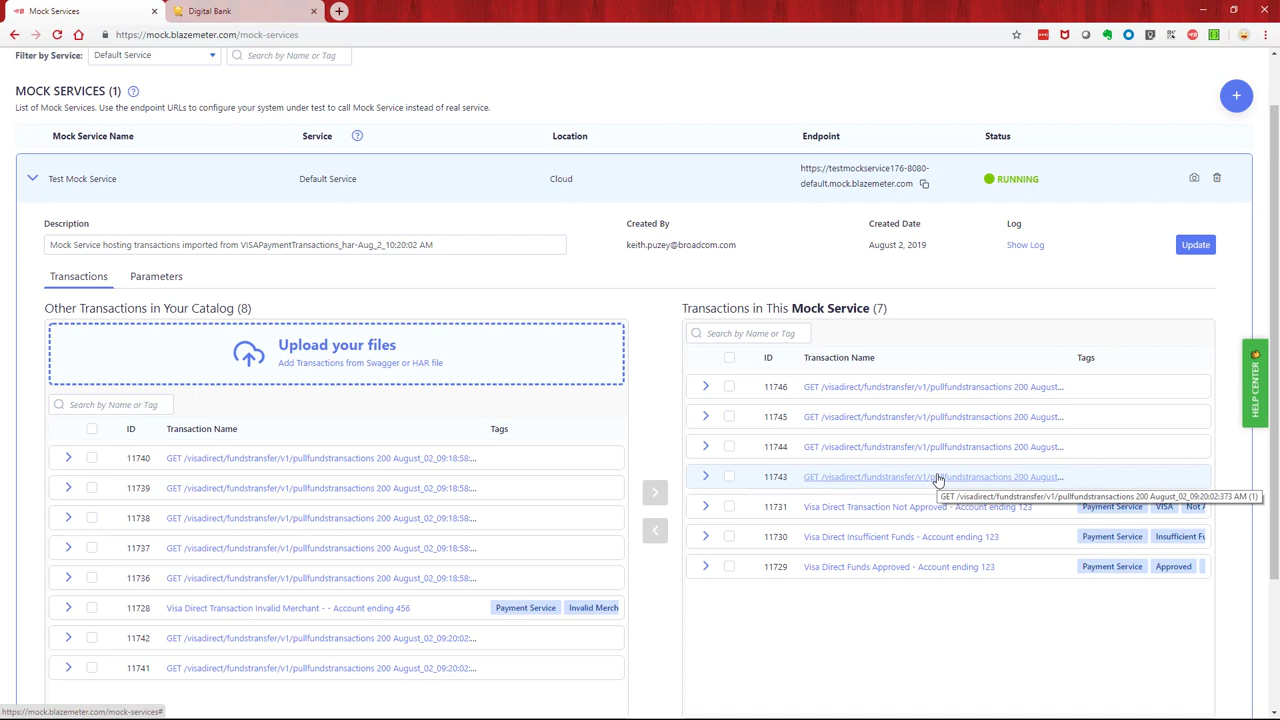 Mock Services
Digital Bank
https://mock.blazemeter.com/mock-services
Filter by Service:
Default Service
Search by Name or Tag
MOCK SERVICES (1)
List of Mock Services. Use the endpoint URLs to configure your system under test to call Mock Service instead of real service.
Mock Service Name Service Location Endpoint Status
Test Mock Service Default Service Cloud
https://testmockservice176-8080-
default.mock.blazemeter.com
RUNNING
Description Created By Created Date Log
Mock Service hosting transactions imported from VISAPaymentTransactions_har-Aug_2_10:20:02 AM
keith.puzey@broadcom.com
August 2, 2019
Show Log
Update
Transactions Parameters
Other Transactions in Your Catalog (8)
Upload your files
Add Transactions from Swagger or HAR file
Search by Name or Tag
ID Transaction Name Tags
11740 GET /visadirect/fundstransfer/v1/pullfundstransactions 200 August_02_09:18:58:...
11739 GET /visadirect/fundstransfer/v1/pullfundstransactions 200 August_02_09:18:58:...
11738 GET /visadirect/fundstransfer/v1/pullfundstransactions 200 August_02_09:18:58:...
11737 GET /visadirect/fundstransfer/v1/pullfundstransactions 200 August_02_09:18:58:...
11736 GET /visadirect/fundstransfer/v1/pullfundstransactions 200 August_02_09:18:58:...
11728 Visa Direct Transaction Invalid Merchant - - Account ending 456 Payment Service Invalid Merch
11742 GET /visadirect/fundstransfer/v1/pullfundstransactions 200 August_02_09:20:02:...
11741 GET /visadirect/fundstransfer/v1/pullfundstransactions 200 August_02_09:20:02:...
Transactions in This Mock Service (7)
Search by Name or Tag
ID Transaction Name Tags
11746 GET /visadirect/fundstransfer/v1/pullfundstransactions 200 August...
11745 GET /visadirect/fundstransfer/v1/pullfundstransactions 200 August...
11744 GET /visadirect/fundstransfer/v1/pullfundstransactions 200 August...
11743 GET /visadirect/fundstransfer/v1/pullfundstransactions 200 August...
GET /visadirect/fundstransfer/v1/pullfundstransactions 200 August_02_09:20:02:373 AM (1)
11731 Visa Direct Transaction Not Approved - Account ending 123 Payment Service VISA Not A
11730 Visa Direct Insufficient Funds - Account ending 123 Payment Service Insufficient Fu
11729 Visa Direct Funds Approved - Account ending 123 Payment Service Approved
HELP CENTER
https://mock.blazemeter.com/mock-services#